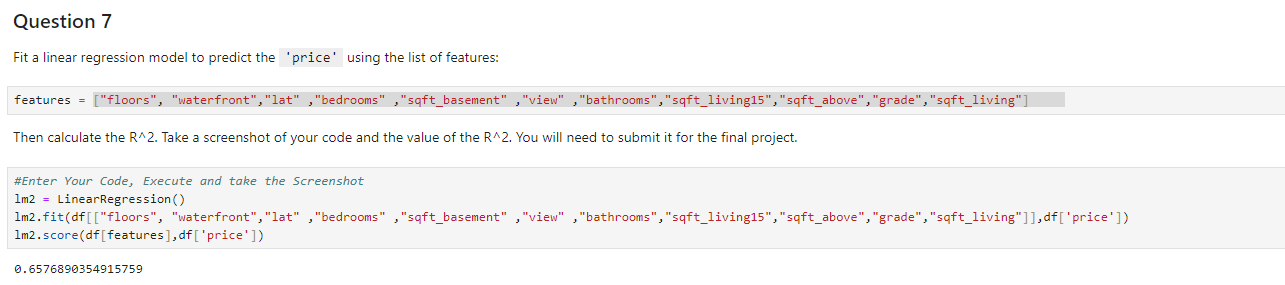 Question 7
Fit a linear regression model to predict the 'price' using the list of features:
features = ["floors", "waterfront","lat" ,"bedrooms" ,"sqft_basement" ,"view" ,"bathrooms","sqft_living15","sqft_above","grade","sqft_living"]
Then calculate the R^2. Take a screenshot of your code and the value of the R^2. You will need to submit it for the final project.
#Enter Your Code, Execute and take the Screenshot
lm2 = LinearRegression()
lm2.fit(df[["floors", "waterfront","lat" ,"bedrooms" ,"sqft_basement" ,"view" ,"bathrooms","sqft_living15","sqft_above","grade","sqft_living"]],df['price'])
lm2.score(df[features],df['price'])
0.6576890354915759